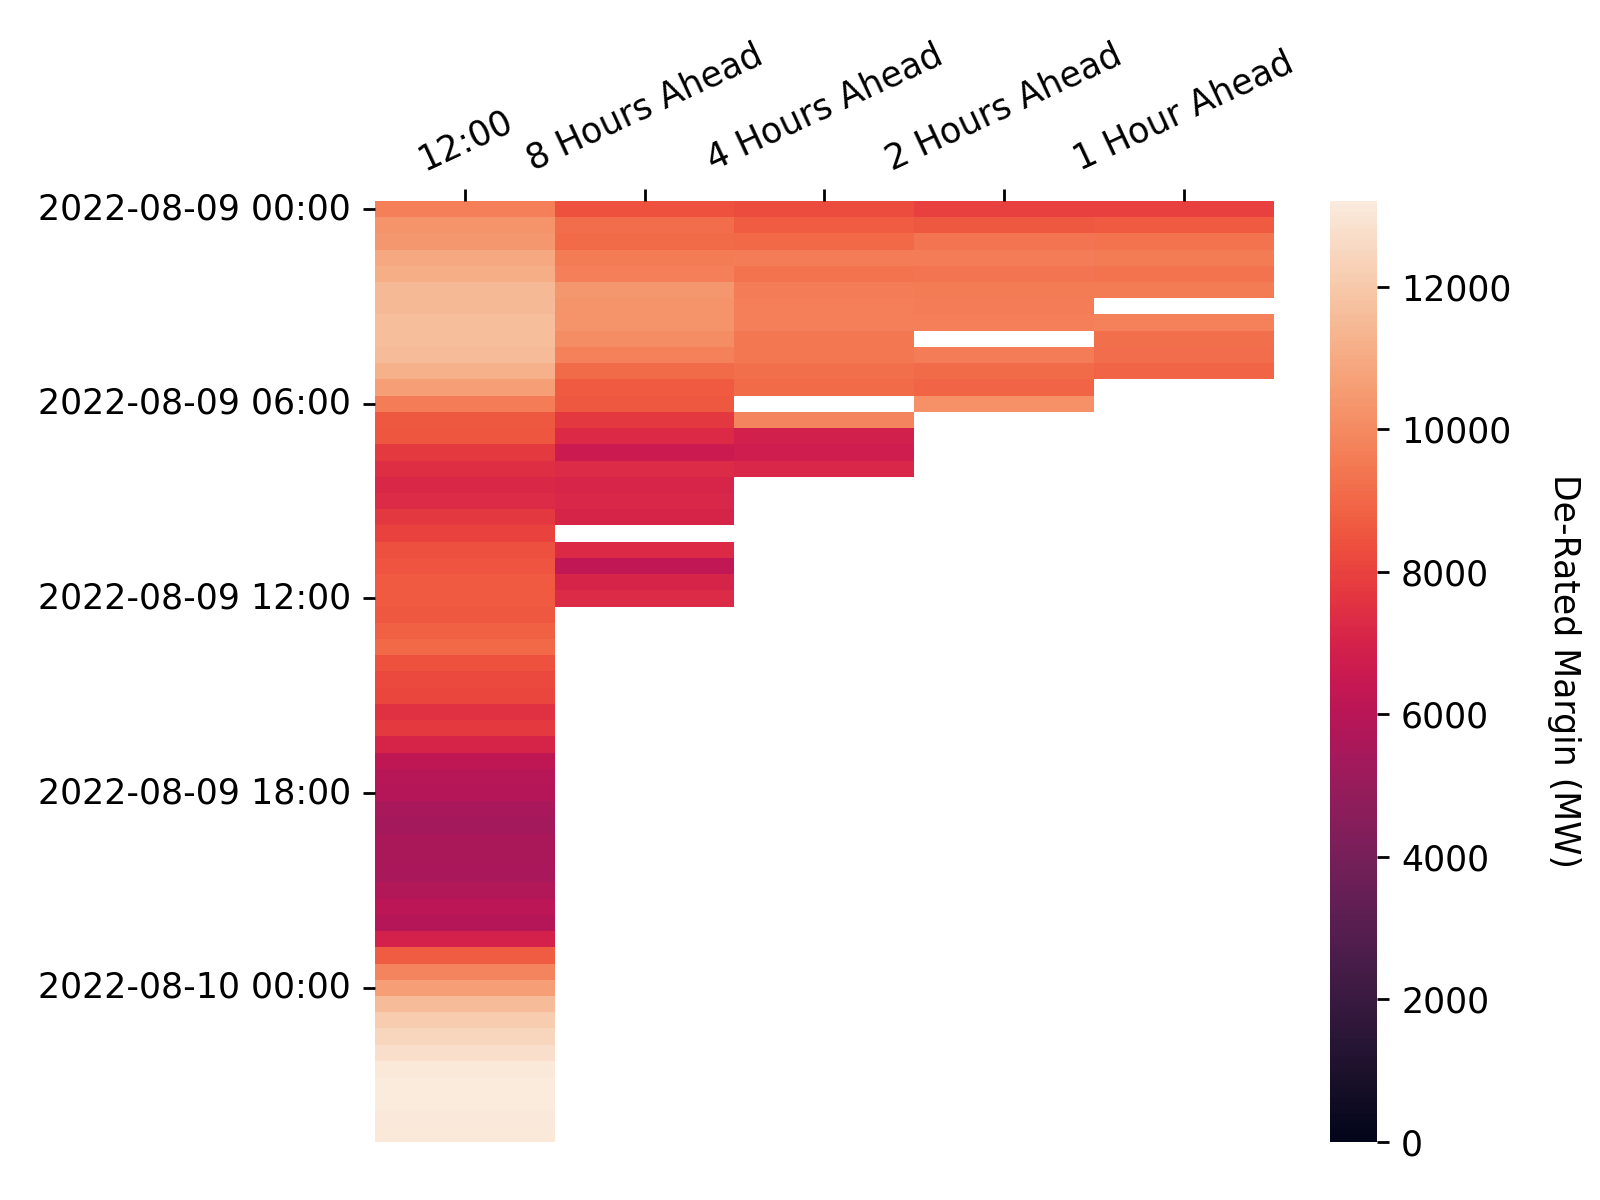 12:00
8 Hours Ahead
4 Hours Ahead
2 Hours Ahead
1 Hour Ahead
2022-08-09 00:00
2022-08-09 06:00
2022-08-09 12:00
2022-08-09 18:00
2022-08-10 00:00
12000
10000
8000
6000
4000
2000
0
De-Rated Margin (MW)